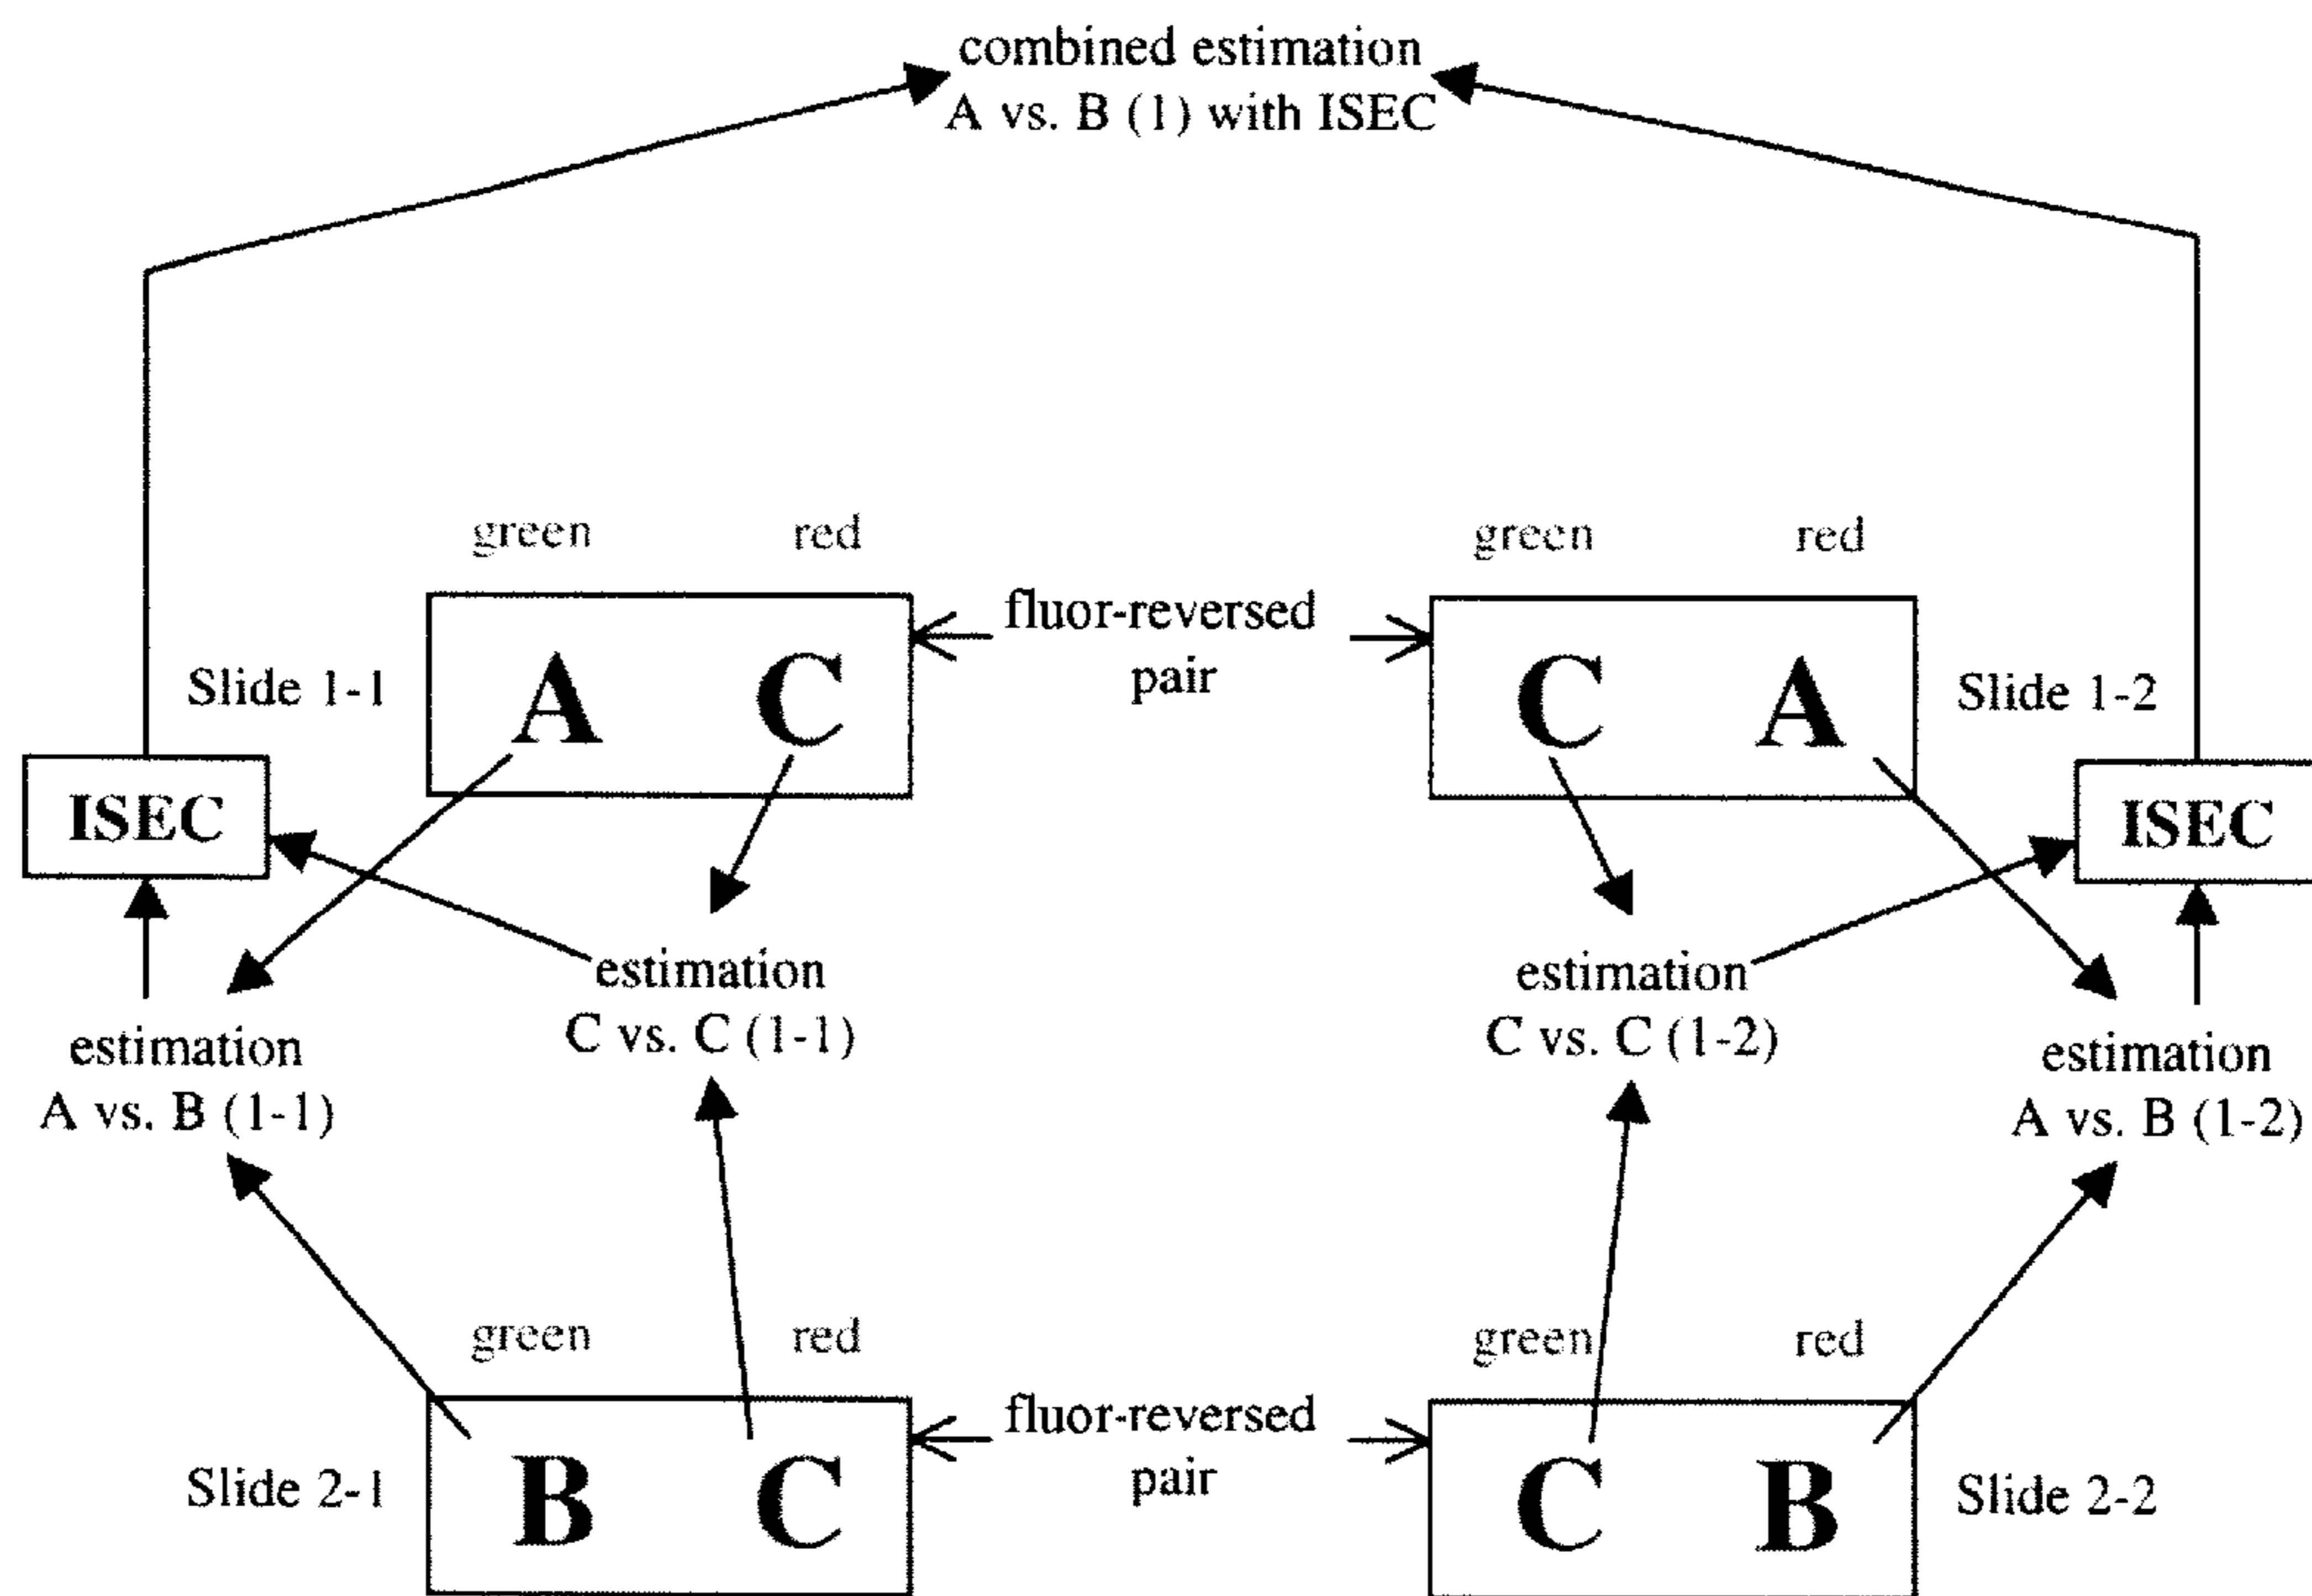 combined estimation
A vs. B (1) with ISEC
green red
green red
fluor-reversed
pair
Slide 1-1
A C
C A
Slide 1-2
ISEC
ISEC
estimation
C vs. C (1-1)
estimation
C vs. C (1-2)
estimation
A vs. B (1-1)
estimation
A vs. B (1-2)
green red
green red
fluor-reversed
pair
Slide 2-1
B C
C B
Slide 2-2